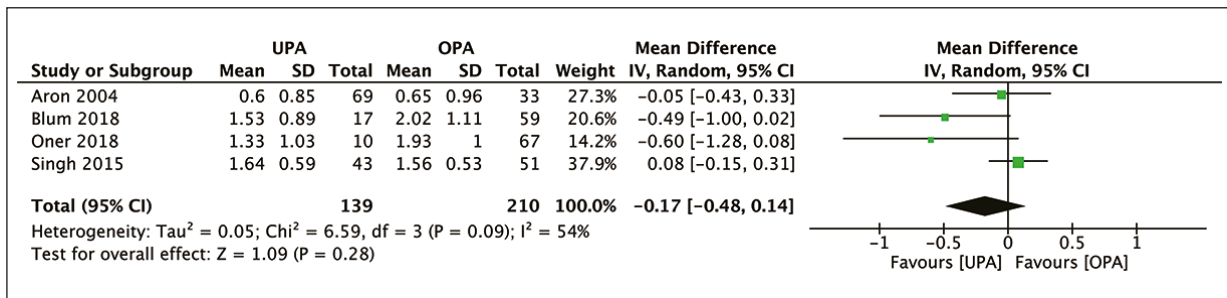 UPA OPA Mean Difference Mean Difference
Study or Subgroup Mean SD Total Mean SD Total Weight IV, Random, 95% CI IV, Random, 95% CI
Aron 2004 0.6 0.85 69 0.65 0.96 33 27.3% −0.05 [−0.43, 0.33]
Blum 2018 1.53 0.89 17 2.02 1.11 59 20.6% −0.49 [−1.00, 0.02]
Oner 2018 1.33 1.03 10 1.93 1 67 14.2% −0.60 [−1.28, 0.08]
Singh 2015 1.64 0.59 43 1.56 0.53 51 37.9% 0.08 [−0.15, 0.31]
Total (95% CI) 139 210 100.0% −0.17 [−0.48, 0.14]
Heterogeneity: Tau² = 0.05; Chi² = 6.59, df = 3 (P = 0.09); I² = 54%
Test for overall effect: Z = 1.09 (P = 0.28)
−1 −0.5 0 0.5 1
Favours [UPA] Favours [OPA]